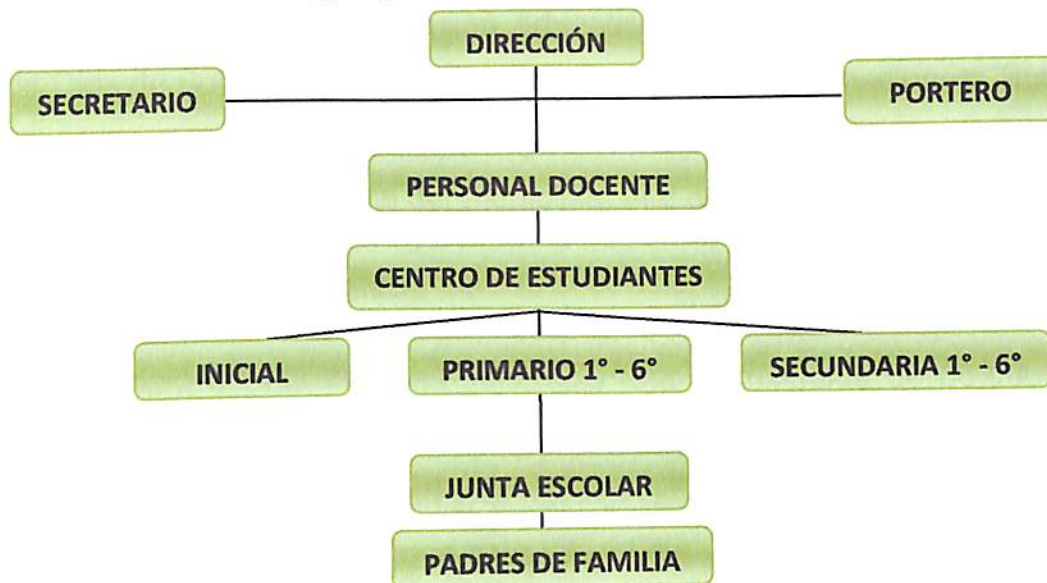 DIRECCIÓN
SECRETARIO
PORTERO
PERSONAL DOCENTE
CENTRO DE ESTUDIANTES
INICIAL
PRIMARIO 1° - 6°
SECUNDARIA 1° - 6°
JUNTA ESCOLAR
PADRES DE FAMILIA